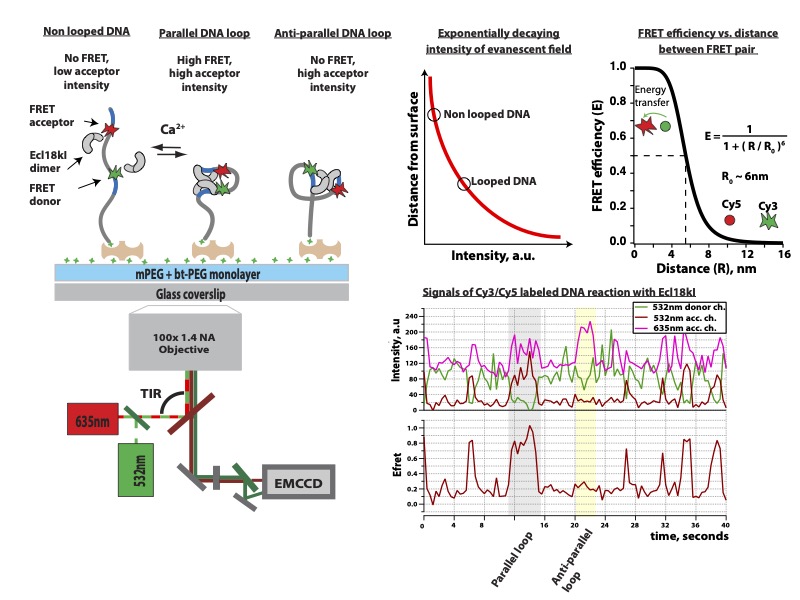 Non looped DNA
No FRET,
low acceptor
intensity
Parallel DNA loop
High FRET,
high acceptor
intensity
Anti-parallel DNA loop
No FRET,
high acceptor
intensity
FRET
acceptor
Ecl18kI
dimer
FRET
donor
Ca2+
mPEG + bt-PEG monolayer
Glass coverslip
100x 1.4 NA
Objective
TIR
635nm
532nm
EMCCD
Exponentially decaying
intensity of evanescent field
Distance from surface
Non looped DNA
Looped DNA
Intensity, a.u.
FRET efficiency vs. distance
between FRET pair
FRET efficiency (E)
1.0
0.8
0.6
0.4
0.2
0.0
Energy
transfer
E = 1
1 + ( R / R0 )6
R0 ~ 6nm
Cy5
Cy3
0 4 8 12 16
Distance (R), nm
Signals of Cy3/Cy5 labeled DNA reaction with Ecl18kI
532nm donor ch.
532nm acc. ch.
635nm acc. ch.
Intensity, a.u
240
200
160
120
80
40
0
Efret
1.0
0.8
0.6
0.4
0.2
0.0
0 4 8 12 16 20 24 28 32 36 40
time, seconds
Parallel loop
Anti-parallel
loop